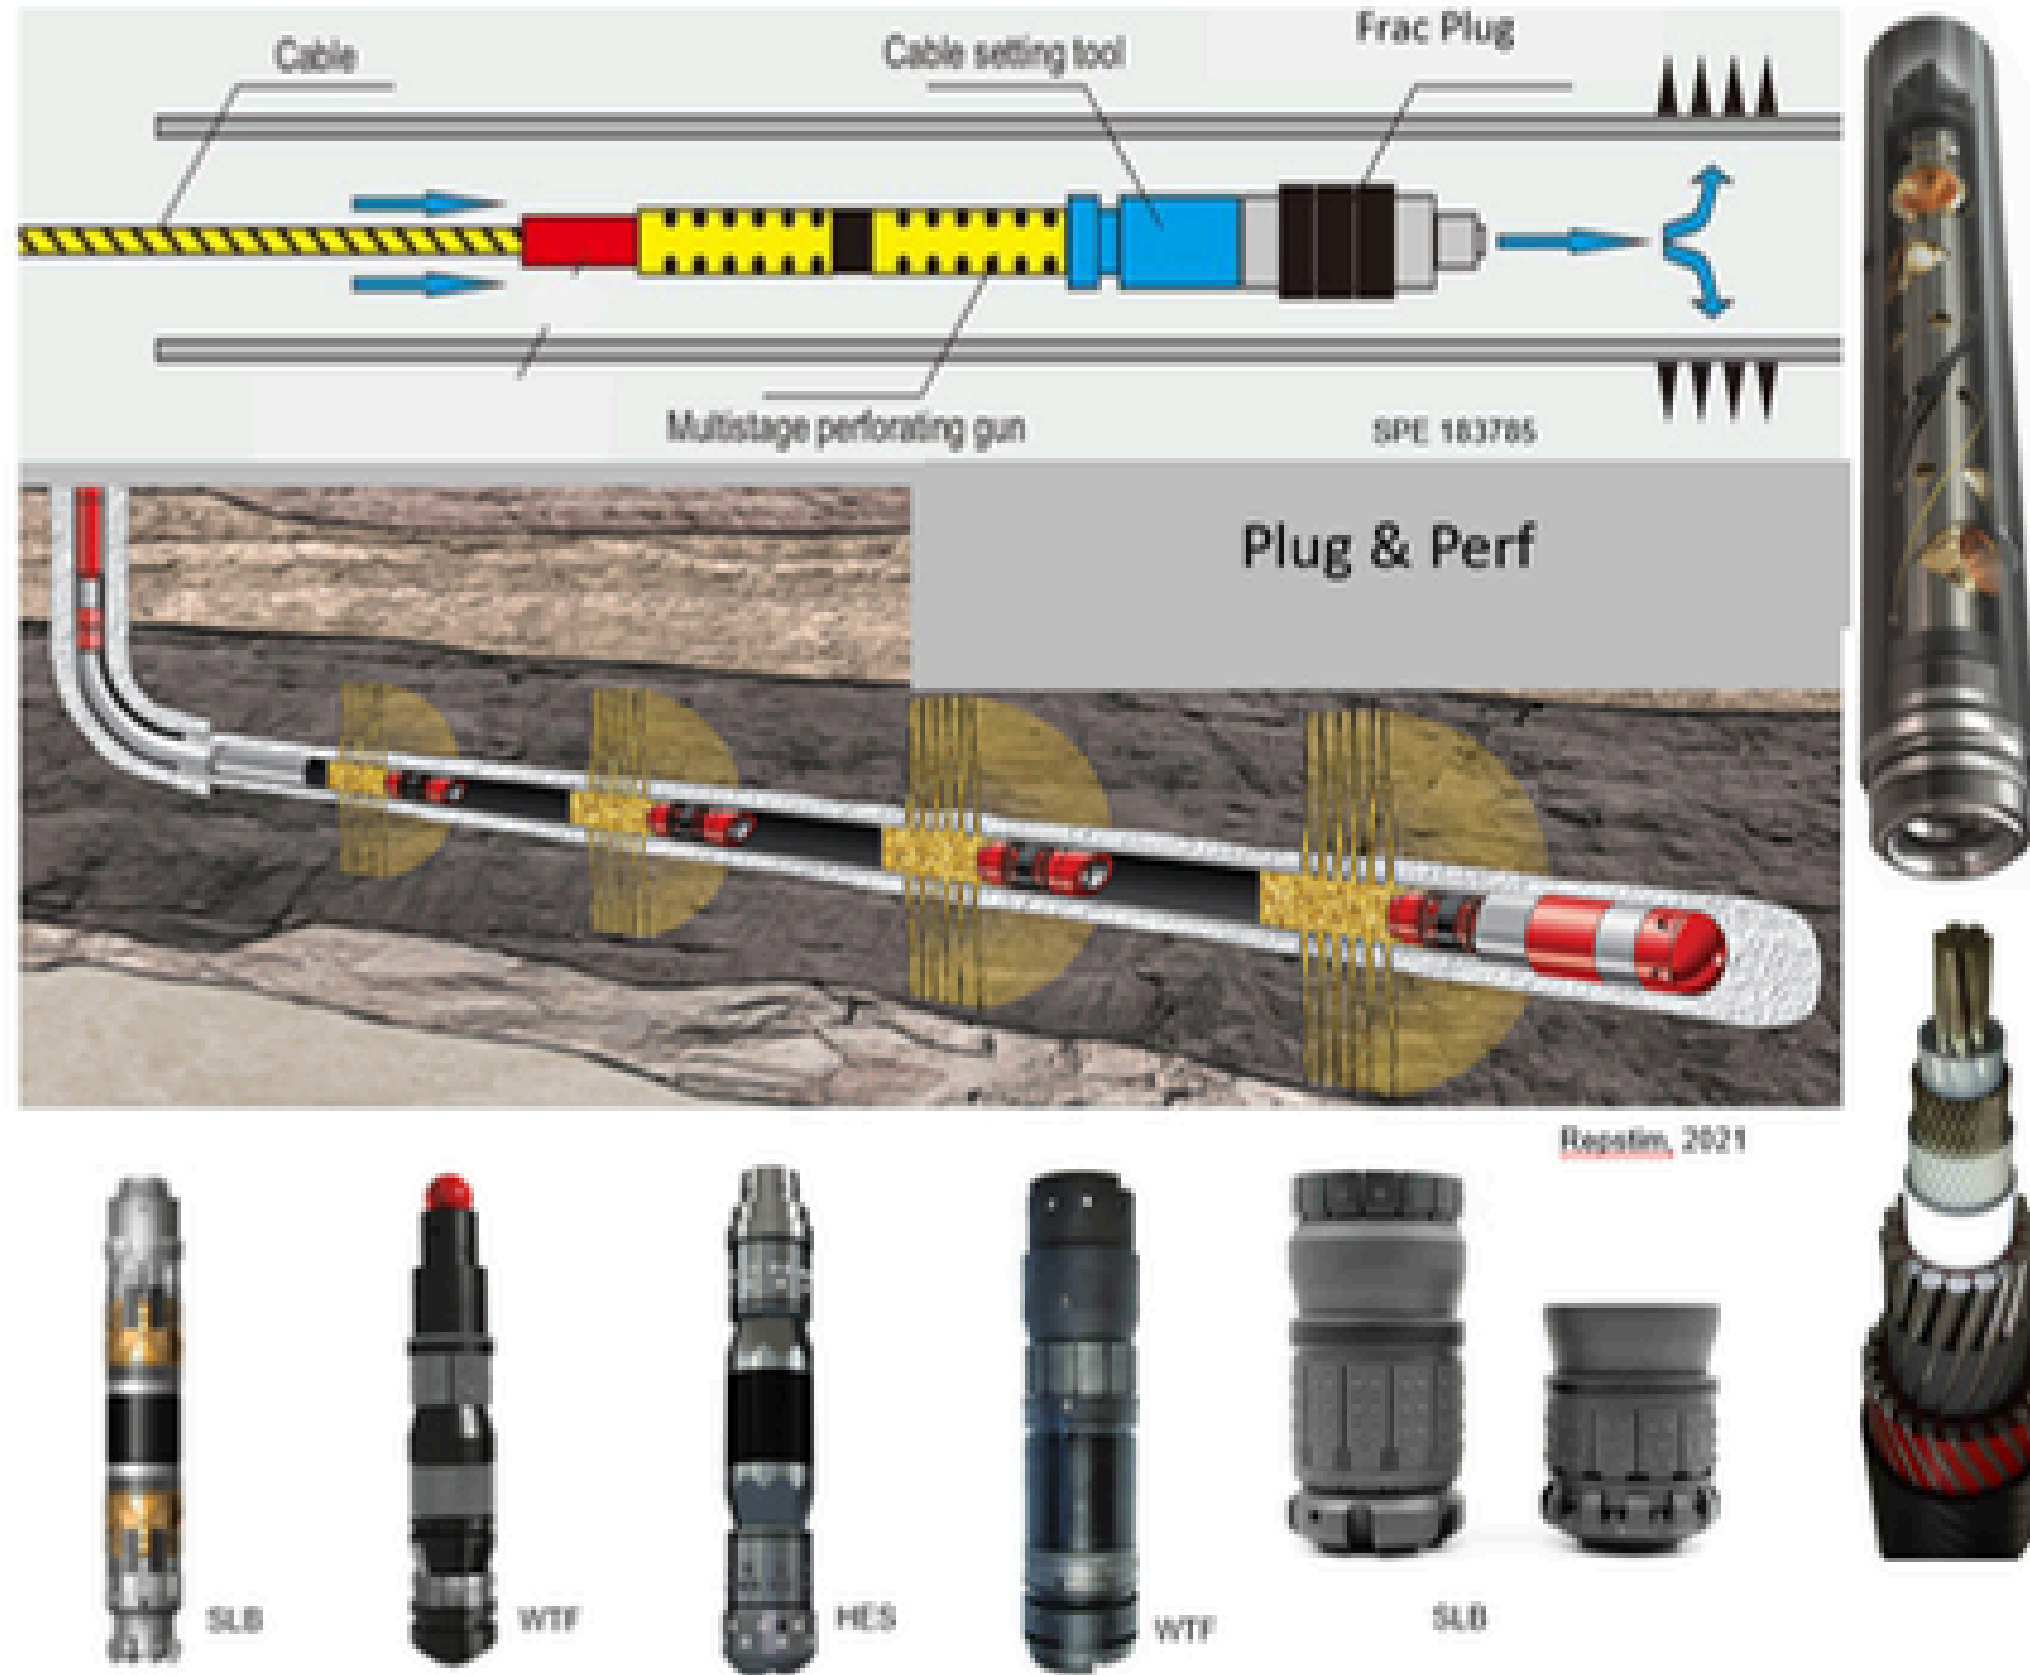 Frac Plug
Cable
Cable setting tool
Multistage perforating gun
SPE 183785
Plug & Perf
Repstim, 2021
SLB
WTF
HES
WTF
SLB